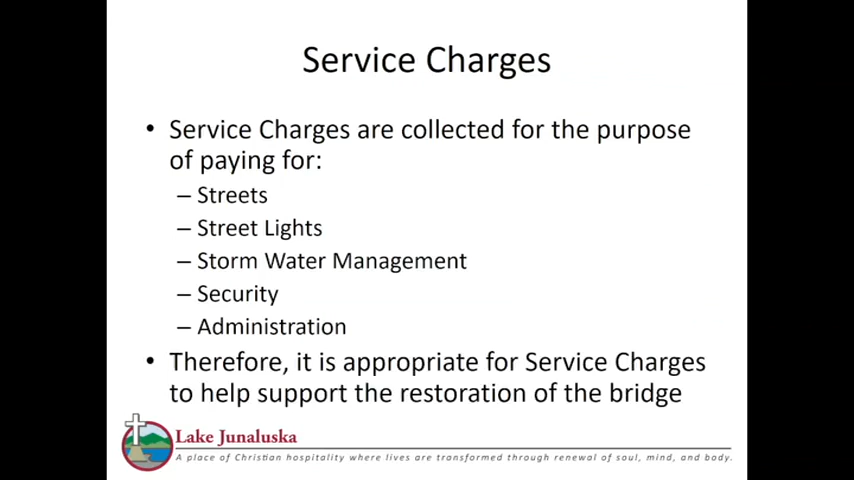 Service Charges
• Service Charges are collected for the purpose
of paying for:
– Streets
– Street Lights
– Storm Water Management
– Security
– Administration
• Therefore, it is appropriate for Service Charges
to help support the restoration of the bridge
Lake Junaluska
A place of Christian hospitality where lives are transformed through renewal of soul, mind, and body.